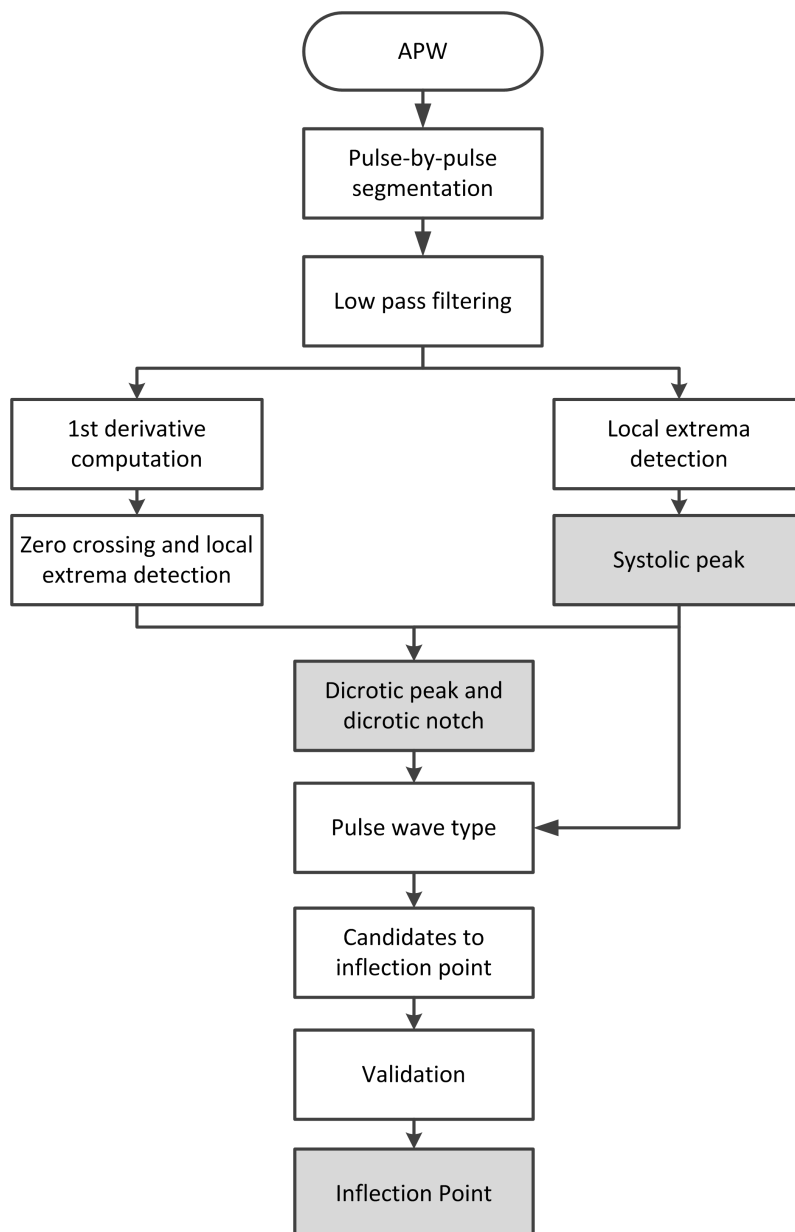 APW
Pulse-by-pulse
segmentation
Low pass filtering
1st derivative
computation
Local extrema
detection
Zero crossing and local
extrema detection
Systolic peak
Dicrotic peak and
dicrotic notch
Pulse wave type
Candidates to
inflection point
Validation
Inflection Point